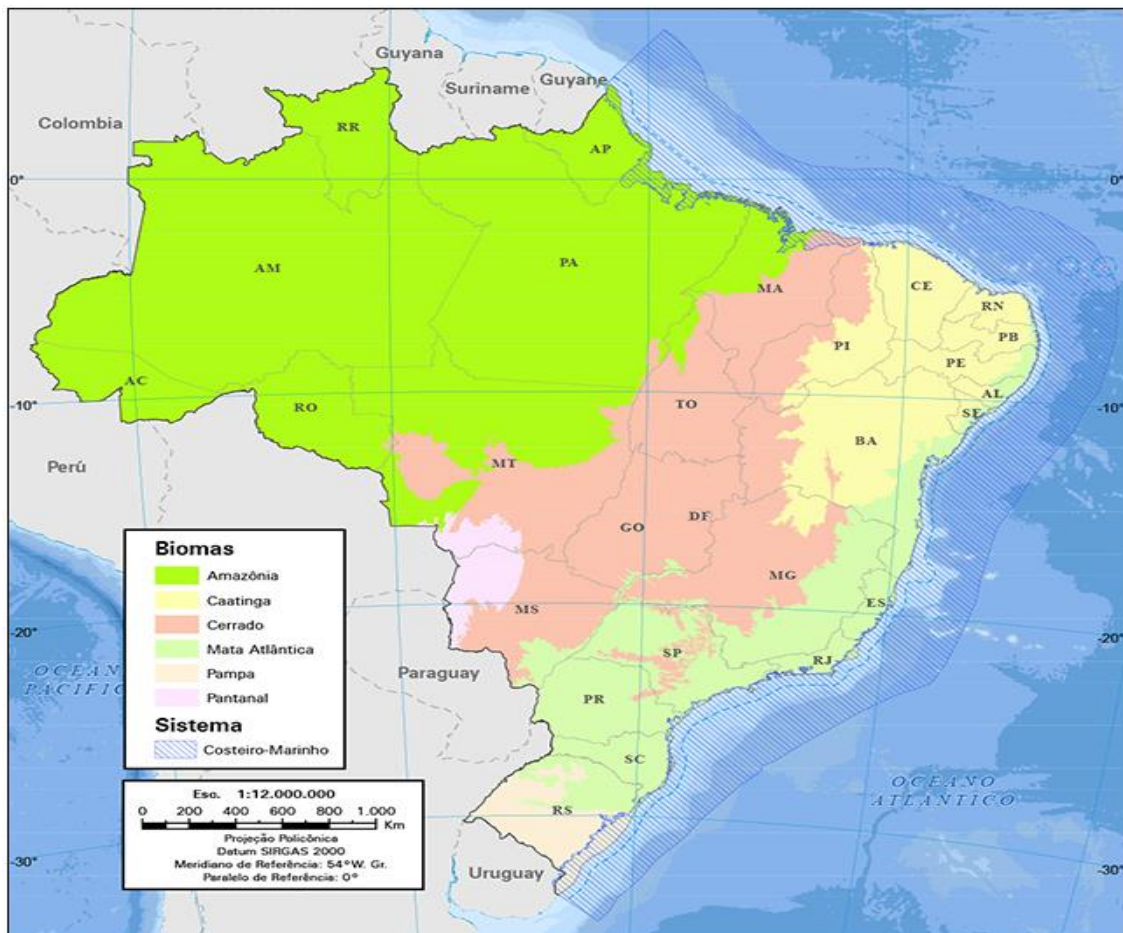 Guyana
Guyane
Suriname
Colombia
RR
AP
0°
0°
AM
PA
MA
CE
RN
PB
PI
PE
AC
TO
AL
-10°
RO
SE
-10°
BA
MT
Perú
GO
DF
MG
MS
ES
-20°
-20°
SP
RJ
OCEANO
PACÍFICO
Paraguay
PR
SC
OCEANO
ATLÂNTICO
RS
-30°
-30°
Uruguay
Biomas
Amazônia
Caatinga
Cerrado
Mata Atlântica
Pampa
Pantanal
Sistema
Costeiro-Marinho
Esc. 1:12.000.000
0 200 400 600 800 1.000
Km
Projeção Policônica
Datum SIRGAS 2000
Meridiano de Referência: 54°W. Gr.
Paralelo de Referência: 0°